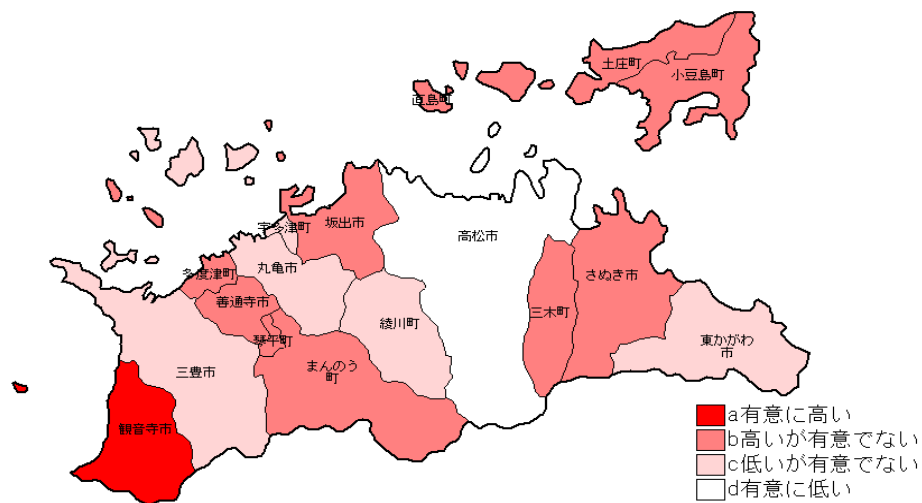 土庄町
小豆島町
直島町
宇多津町
坂出市
高松市
丸亀市
多度津町
さぬき市
善通寺市
三木町
綾川町
琴平町
まんのう
町
東かがわ
市
三豊市
観音寺市
a有意に高い
b高いが有意でない
c低いが有意でない
d有意に低い